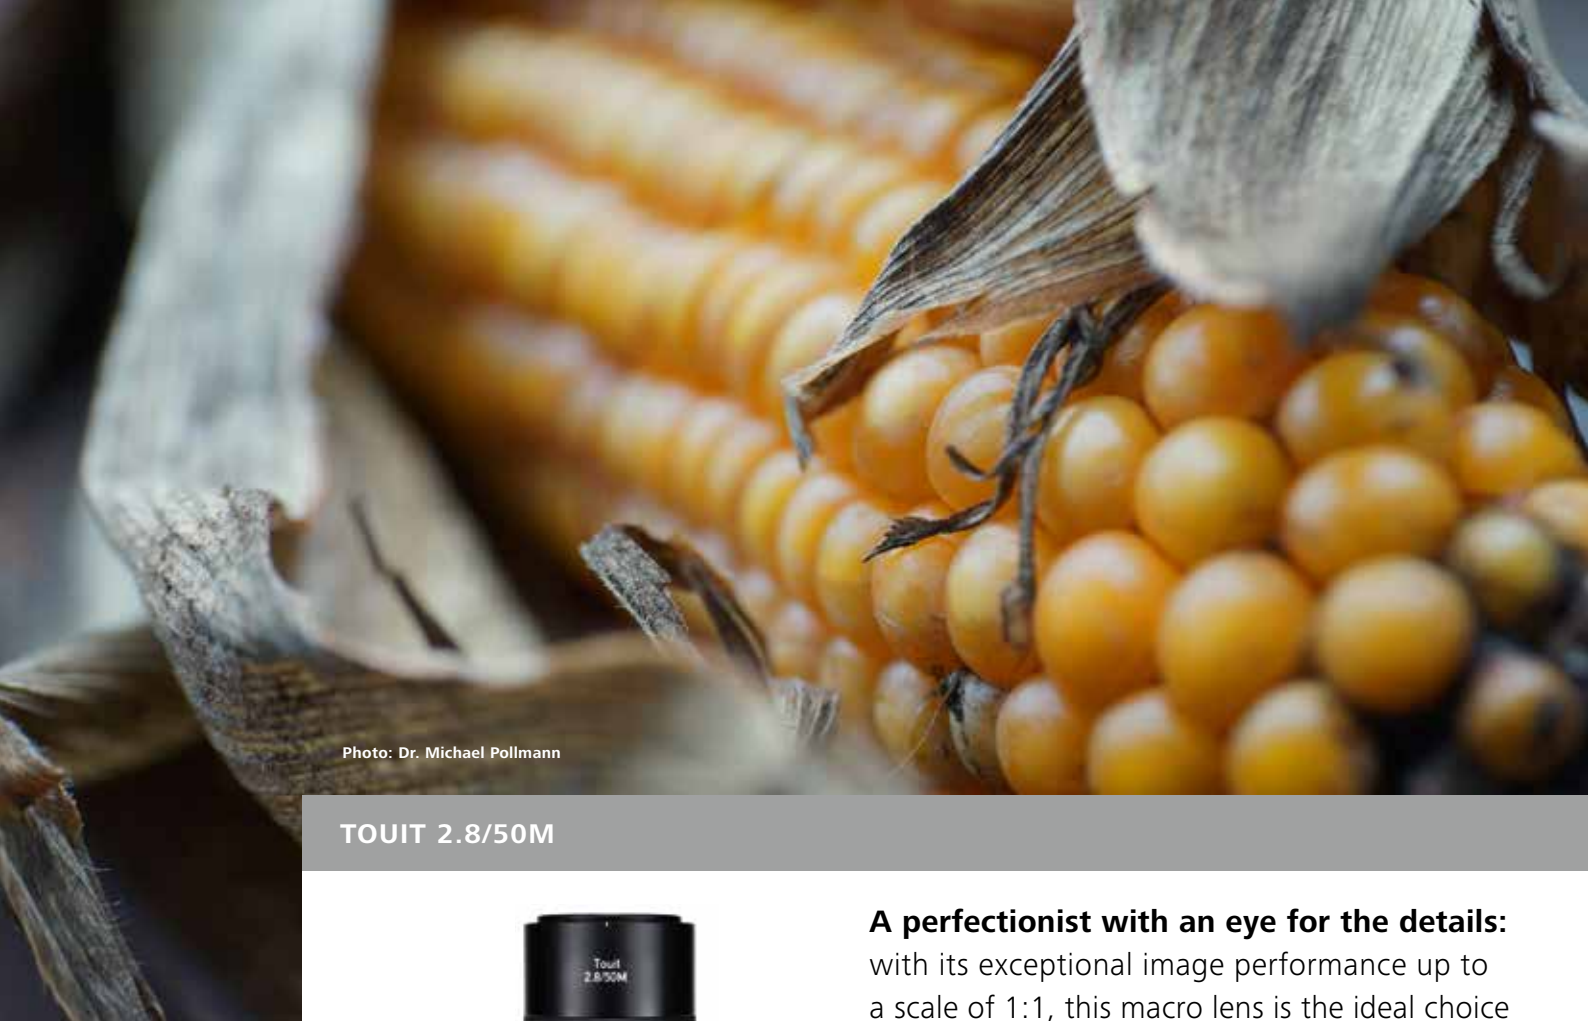 Photo: Dr. Michael Pollmann
TOUIT 2.8/50M
Touit
2.8/50M
A perfectionist with an eye for the details:
with its exceptional image performance up to
a scale of 1:1, this macro lens is the ideal choice